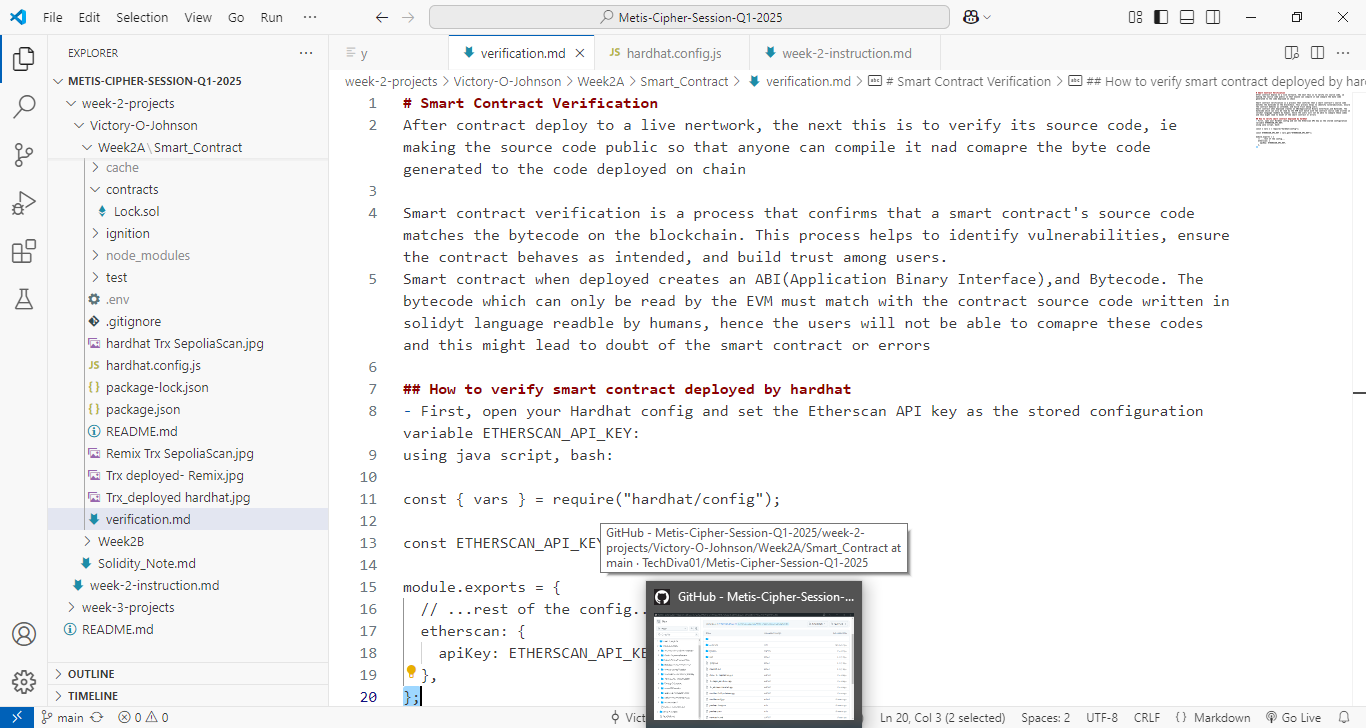 File Edit Selection View Go Run ···
Metis-Cipher-Session-Q1-2025
EXPLORER
METIS-CIPHER-SESSION-Q1-2025
week-2-projects
Victory-O-Johnson
Week2A \ Smart_Contract
cache
contracts
Lock.sol
ignition
node_modules
test
.env
.gitignore
hardhat Trx SepoliaScan.jpg
JS hardhat.config.js
{} package-lock.json
{} package.json
README.md
Remix Trx SepoliaScan.jpg
Trx deployed- Remix.jpg
Trx_deployed hardhat.jpg
verification.md
Week2B
Solidity_Note.md
week-2-instruction.md
week-3-projects
README.md
OUTLINE
TIMELINE
y
verification.md
JS hardhat.config.js
week-2-instruction.md
week-2-projects > Victory-O-Johnson > Week2A > Smart_Contract > verification.md > # Smart Contract Verification > ## How to verify smart contract deployed by har
1 # Smart Contract Verification
2 After contract deploy to a live nertwork, the next this is to verify its source code, ie
making the source code public so that anyone can compile it nad comapre the byte code
generated to the code deployed on chain
3
4 Smart contract verification is a process that confirms that a smart contract's source code
matches the bytecode on the blockchain. This process helps to identify vulnerabilities, ensure
the contract behaves as intended, and build trust among users.
5 Smart contract when deployed creates an ABI(Application Binary Interface),and Bytecode. The
bytecode which can only be read by the EVM must match with the contract source code written in
solidyt language readble by humans, hence the users will not be able to comapre these codes
and this might lead to doubt of the smart contract or errors
6
7 ## How to verify smart contract deployed by hardhat
8 - First, open your Hardhat config and set the Etherscan API key as the stored configuration
variable ETHERSCAN_API_KEY:
9 using java script, bash:
10
11 const { vars } = require("hardhat/config");
12
13 const ETHERSCAN_API_KEY
14
15 module.exports = {
16 // ...rest of the config..
17 etherscan: {
18 apiKey: ETHERSCAN_API_KE
19 },
20 };
GitHub - Metis-Cipher-Session-Q1-2025/week-2-
projects/Victory-O-Johnson/Week2A/Smart_Contract at
main · TechDiva01/Metis-Cipher-Session-Q1-2025
GitHub - Metis-Cipher-Session-...
main
0 0
Vict
Ln 20, Col 3 (2 selected) Spaces: 2 UTF-8 CRLF {} Markdown Go Live